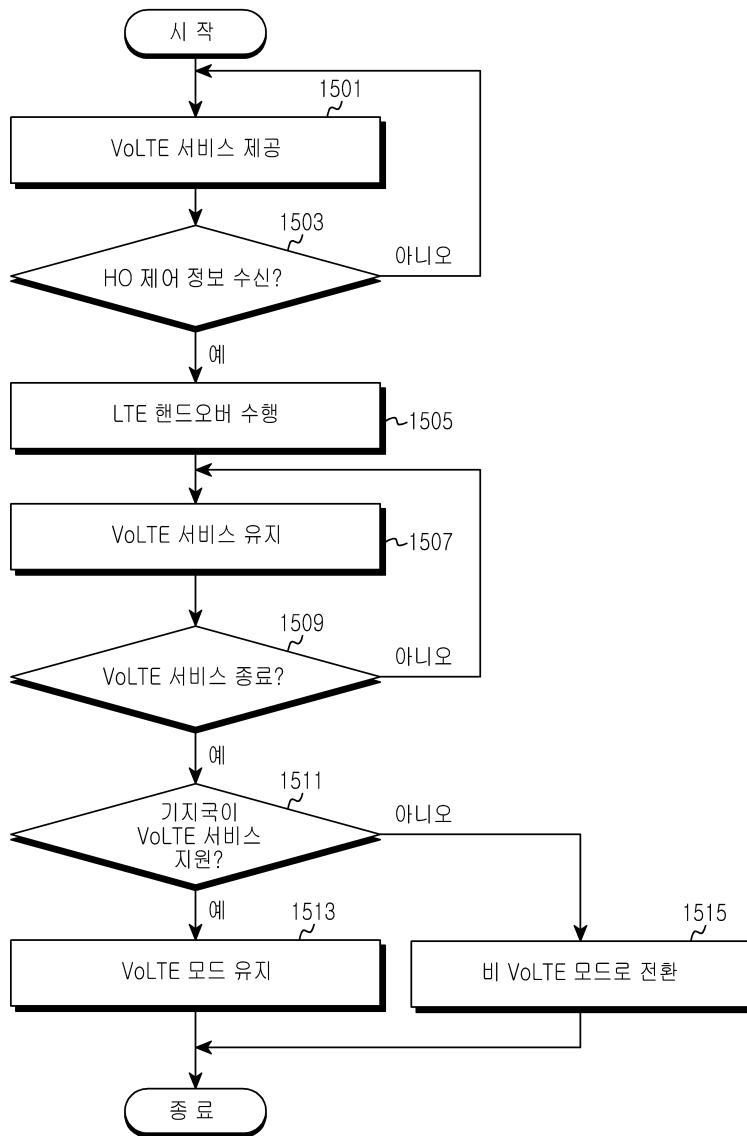 시 작
1501
VoLTE 서비스 제공
1503
HO 제어 정보 수신?
아니오
예
LTE 핸드오버 수행
1505
VoLTE 서비스 유지
1507
1509
VoLTE 서비스 종료?
아니오
예
1511
기지국이
VoLTE 서비스
지원?
아니오
예
1513
VoLTE 모드 유지
1515
비 VoLTE 모드로 전환
종 료